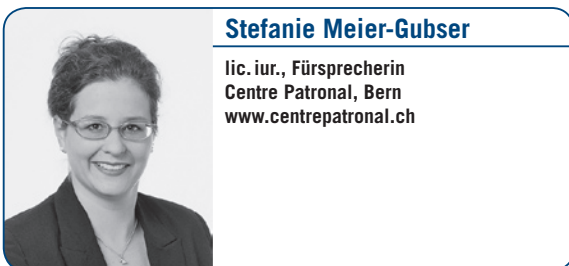 Stefanie Meier-Gubser
lic. iur., Fürsprecherin
Centre Patronal, Bern
www.centrepatronal.ch